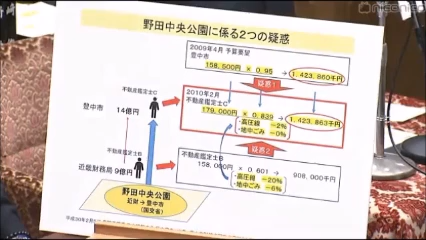 niconico
野田中央公園に係る2つの疑惑
2009年4月 予算要望
豊中市
158,500円 × 0.95 → 1,423,860千円
疑惑1
不動産鑑定士C
2010年2月
不動産鑑定士C
179,000円 × 0.829 → 1,423,863千円
・高圧線 -2%
・地中ごみ -0%
豊中市
14億円
疑惑2
不動産鑑定士B
不動産鑑定士B
158,000円 × 0.601 → 908,000千円
・高圧線 -20%
・地中ごみ -6%
近畿財務局
9億円
野田中央公園
近財→豊中市
(国交省)